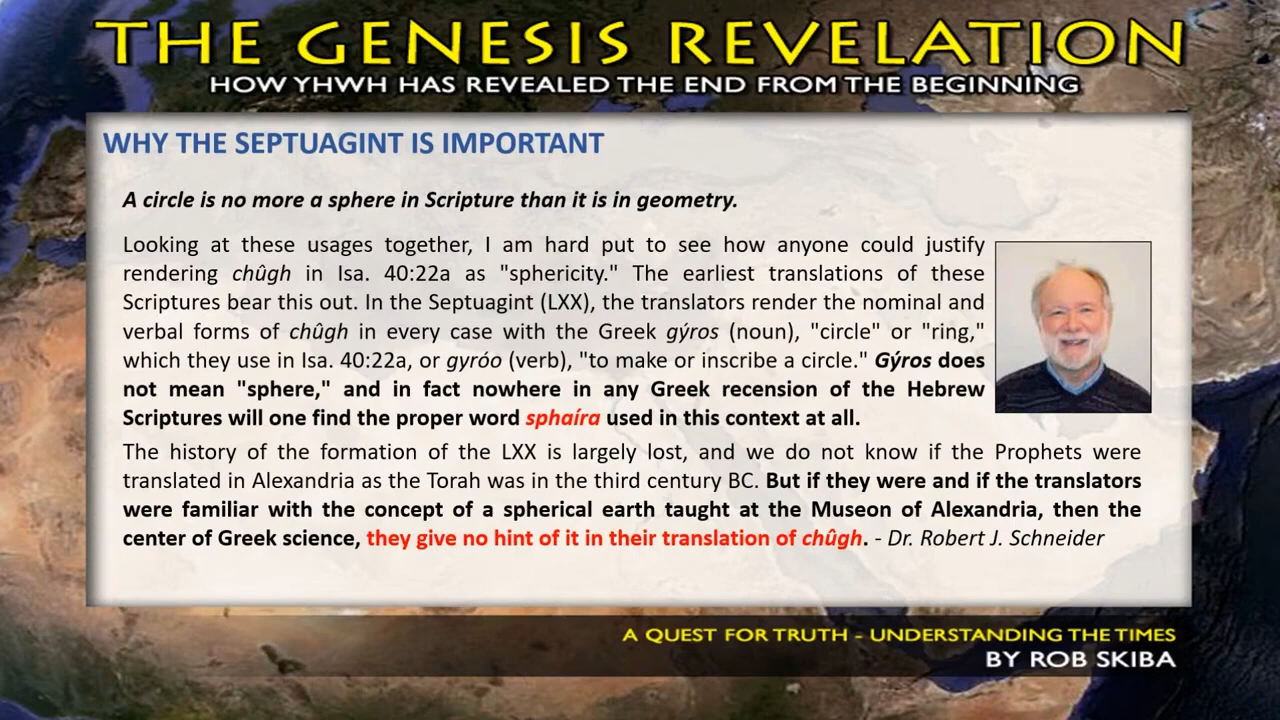 THE GENESIS REVELATION
HOW YHWH HAS REVEALED THE END FROM THE BEGINNING
WHY THE SEPTUAGINT IS IMPORTANT
A circle is no more a sphere in Scripture than it is in geometry.
Looking at these usages together, I am hard put to see how anyone could justify
rendering chûgh in Isa. 40:22a as "sphericity." The earliest translations of these
Scriptures bear this out. In the Septuagint (LXX), the translators render the nominal and
verbal forms of chûgh in every case with the Greek gýros (noun), "circle" or "ring,"
which they use in Isa. 40:22a, or gyróo (verb), "to make or inscribe a circle." Gýros does
not mean "sphere," and in fact nowhere in any Greek recension of the Hebrew
Scriptures will one find the proper word sphaíra used in this context at all.
The history of the formation of the LXX is largely lost, and we do not know if the Prophets were
translated in Alexandria as the Torah was in the third century BC. But if they were and if the translators
were familiar with the concept of a spherical earth taught at the Museon of Alexandria, then the
center of Greek science, they give no hint of it in their translation of chûgh. - Dr. Robert J. Schneider
A QUEST FOR TRUTH - UNDERSTANDING THE TIMES
BY ROB SKIBA